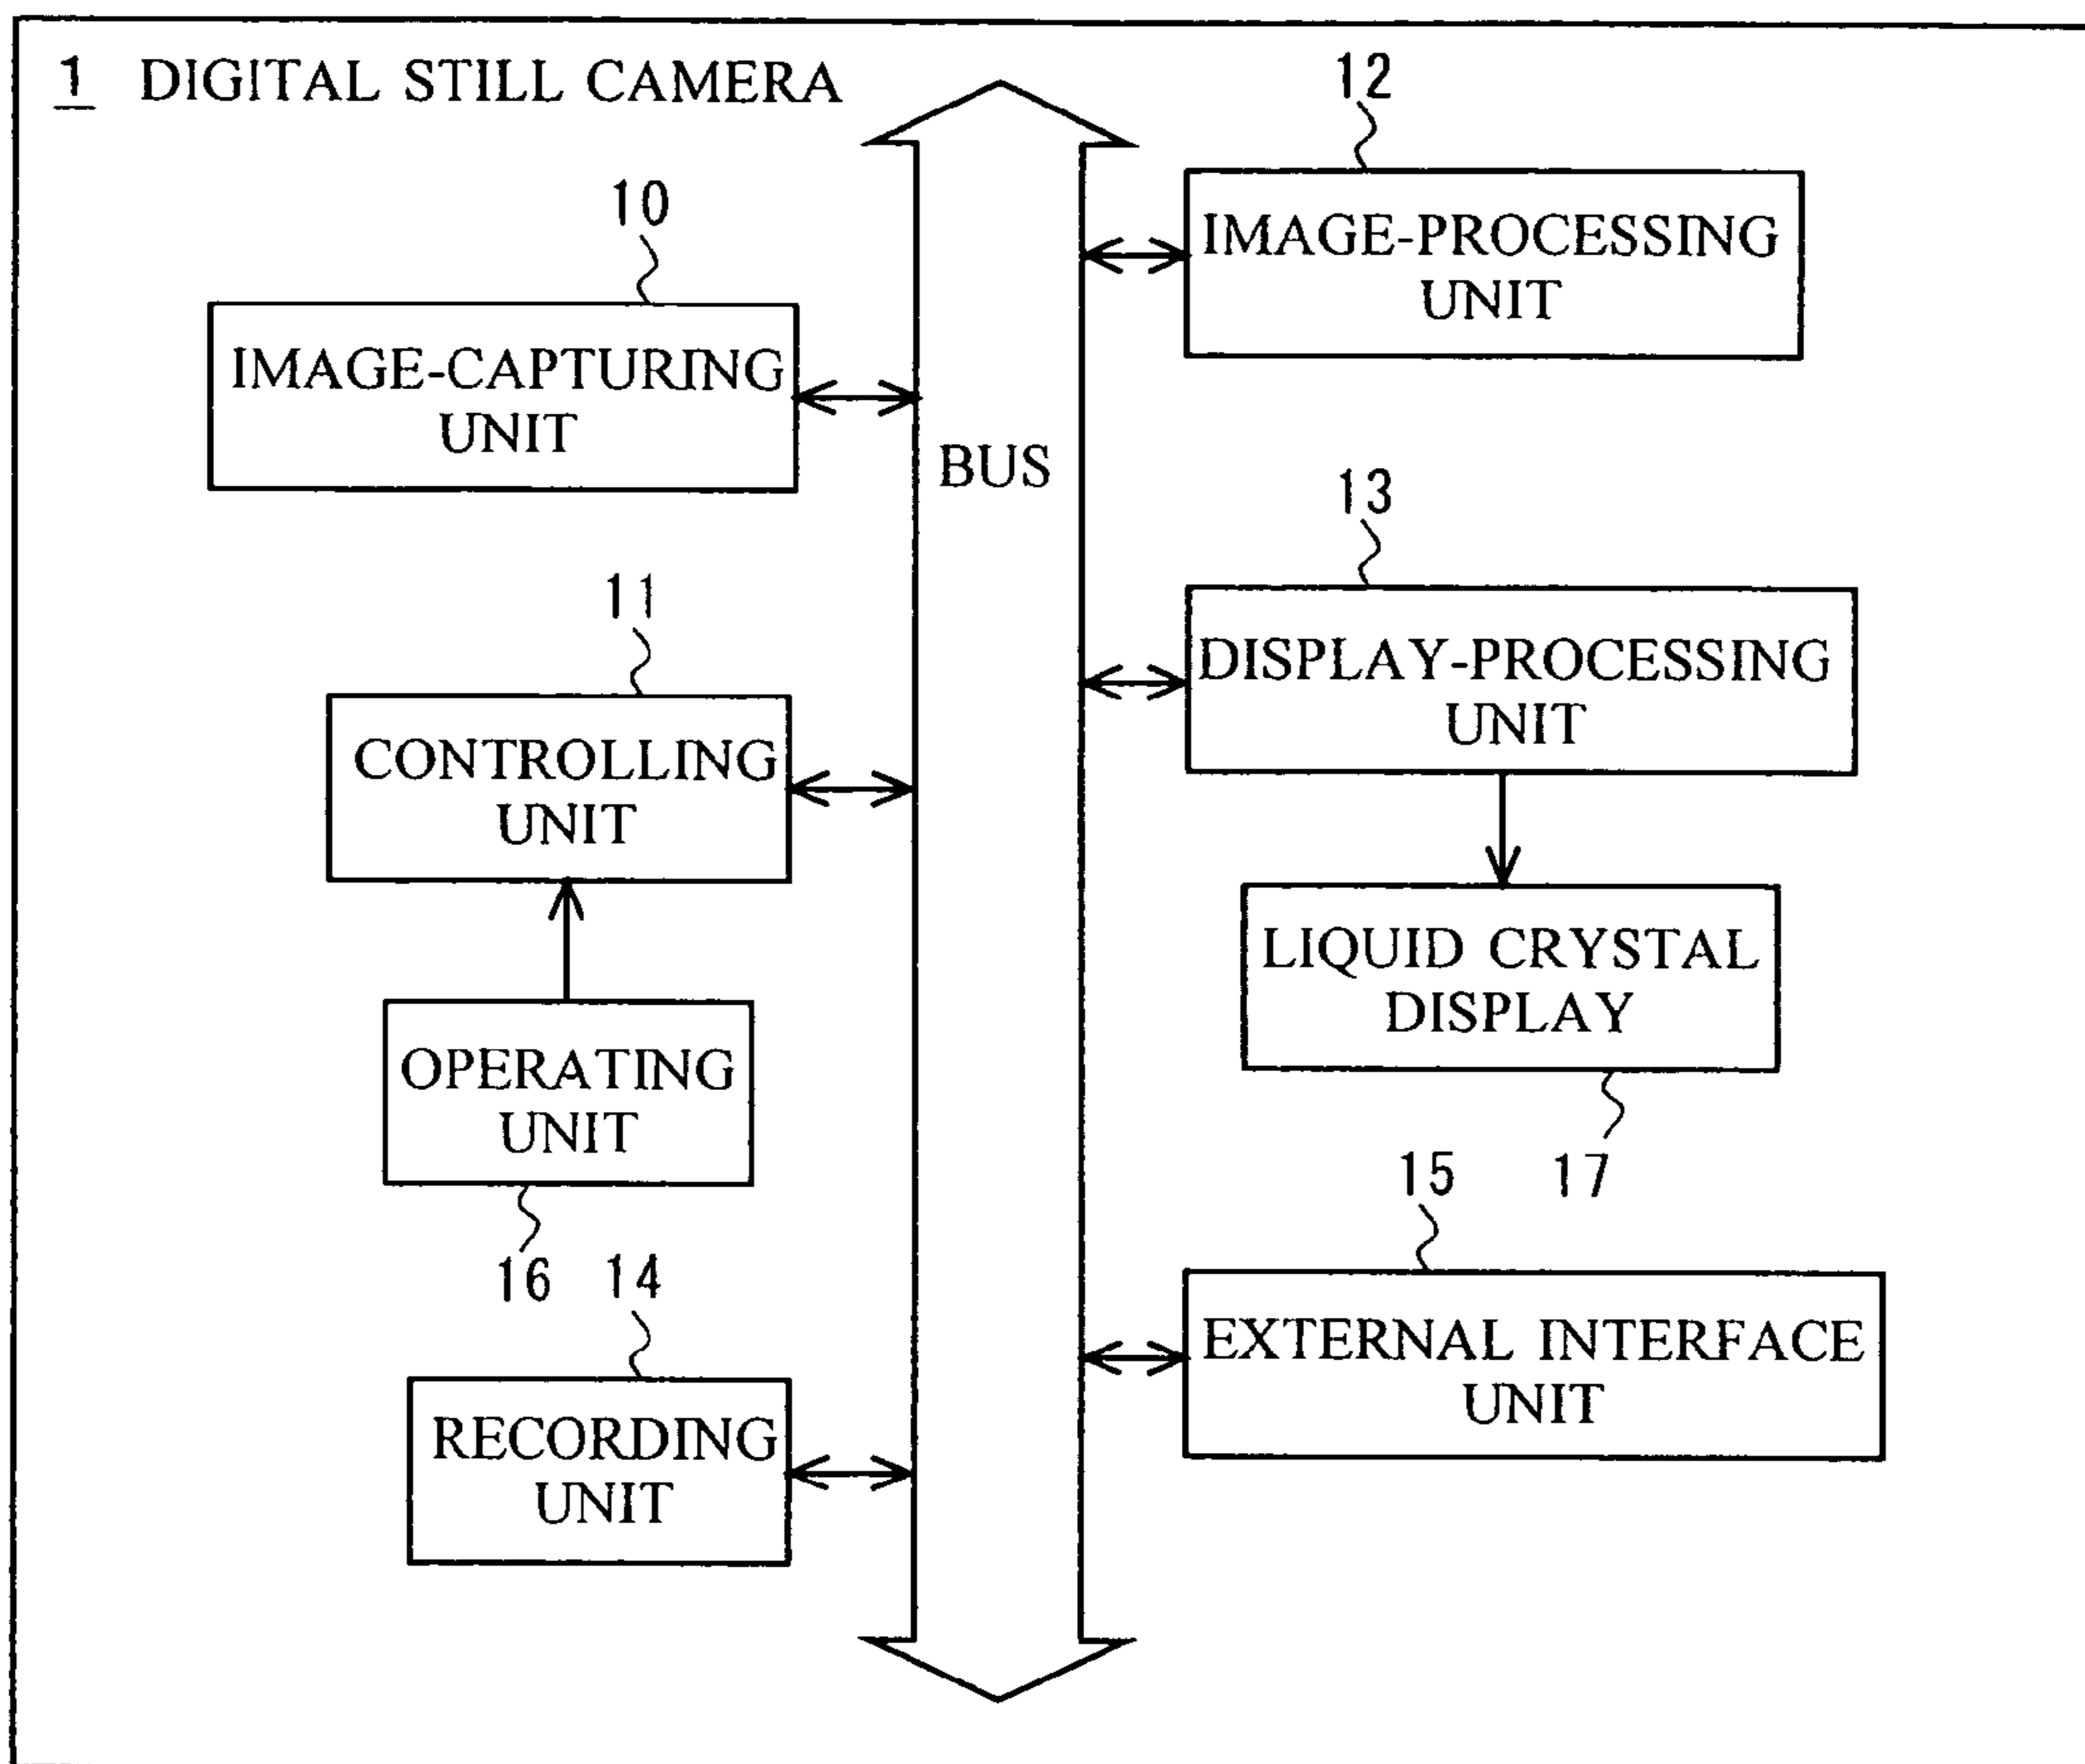 1 DIGITAL STILL CAMERA
12
IMAGE-PROCESSING
UNIT
10
IMAGE-CAPTURING
UNIT
BUS
13
DISPLAY-PROCESSING
UNIT
11
CONTROLLING
UNIT
LIQUID CRYSTAL
DISPLAY
17
OPERATING
UNIT
16
15
EXTERNAL INTERFACE
UNIT
14
RECORDING
UNIT